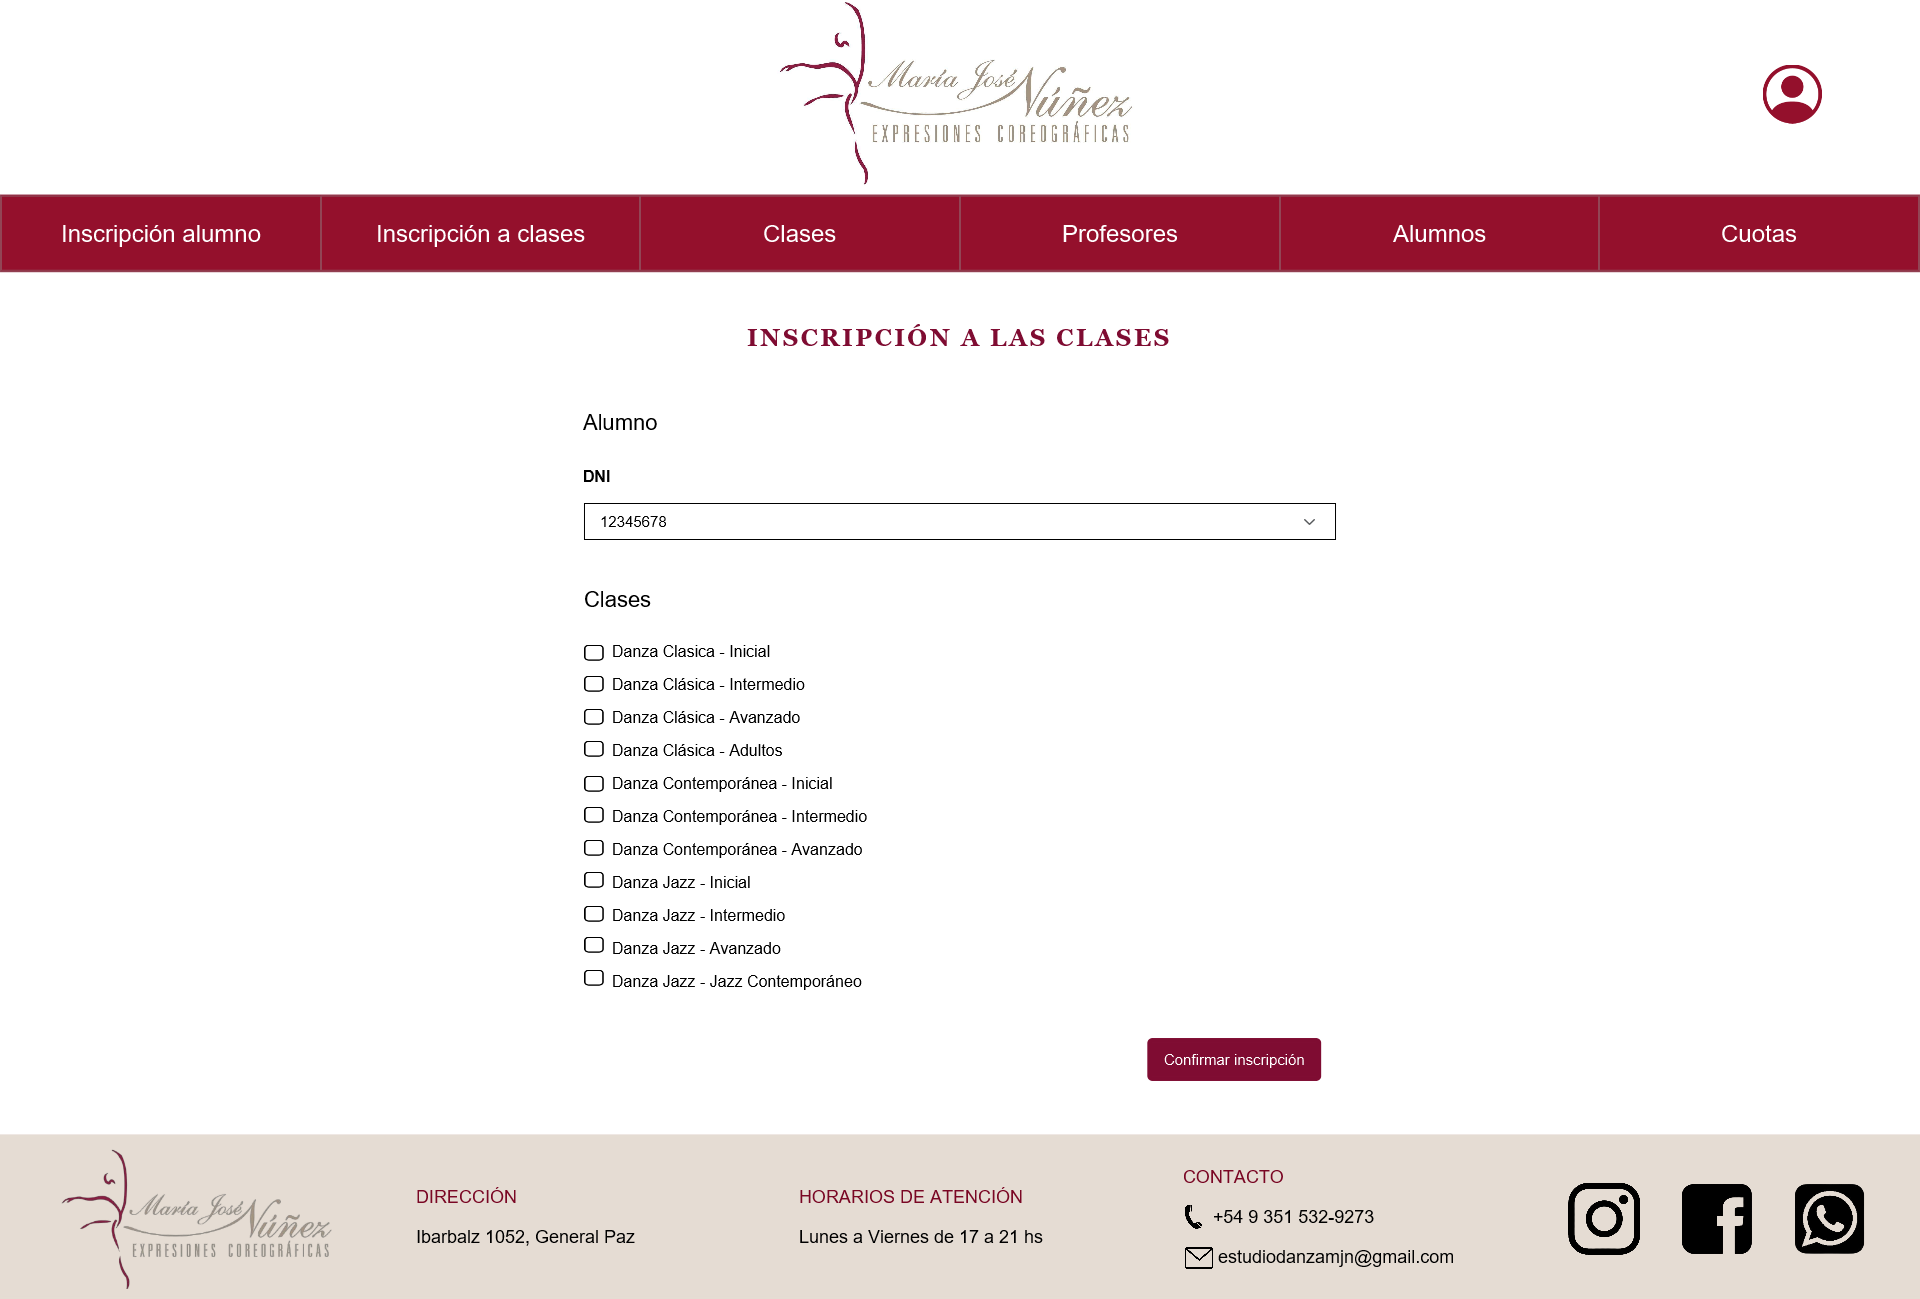 María José Núñez
EXPRESIONES COREOGRÁFICAS
Inscripción alumno
Inscripción a clases
Clases
Profesores
Alumnos
Cuotas
INSCRIPCIÓN A LAS CLASES
Alumno
DNI
12345678
Clases
Danza Clasica - Inicial
Danza Clásica - Intermedio
Danza Clásica - Avanzado
Danza Clásica - Adultos
Danza Contemporánea - Inicial
Danza Contemporánea - Intermedio
Danza Contemporánea - Avanzado
Danza Jazz - Inicial
Danza Jazz - Intermedio
Danza Jazz - Avanzado
Danza Jazz - Jazz Contemporáneo
Confirmar inscripción
María José Núñez
EXPRESIONES COREOGRÁFICAS
DIRECCIÓN
Ibarbalz 1052, General Paz
HORARIOS DE ATENCIÓN
Lunes a Viernes de 17 a 21 hs
CONTACTO
+54 9 351 532-9273
estudiodanzamjn@gmail.com